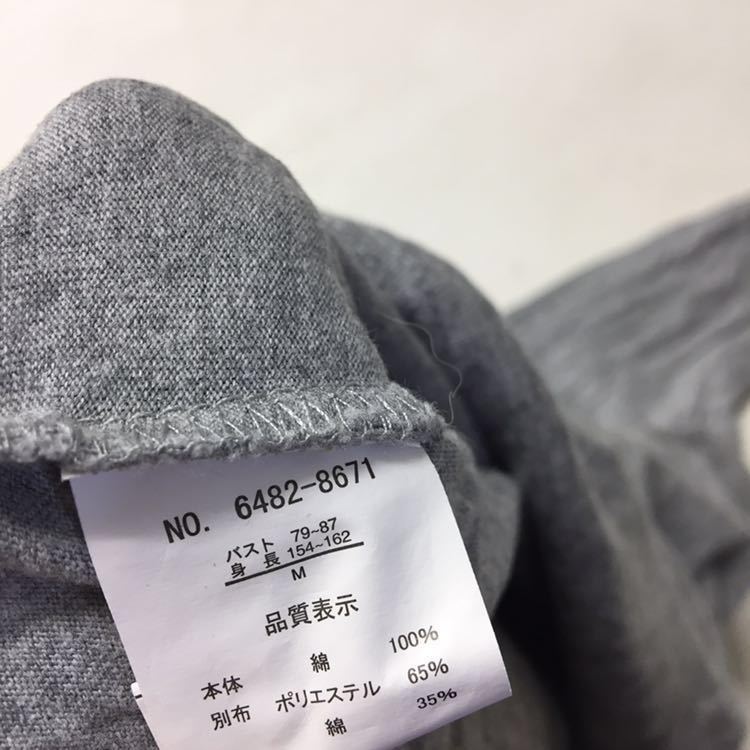 NO. 6482-8671
バスト 79~87
身長 154~162
M
品質表示
本体 綿 100%
別布 ポリエステル 65%
綿 35%